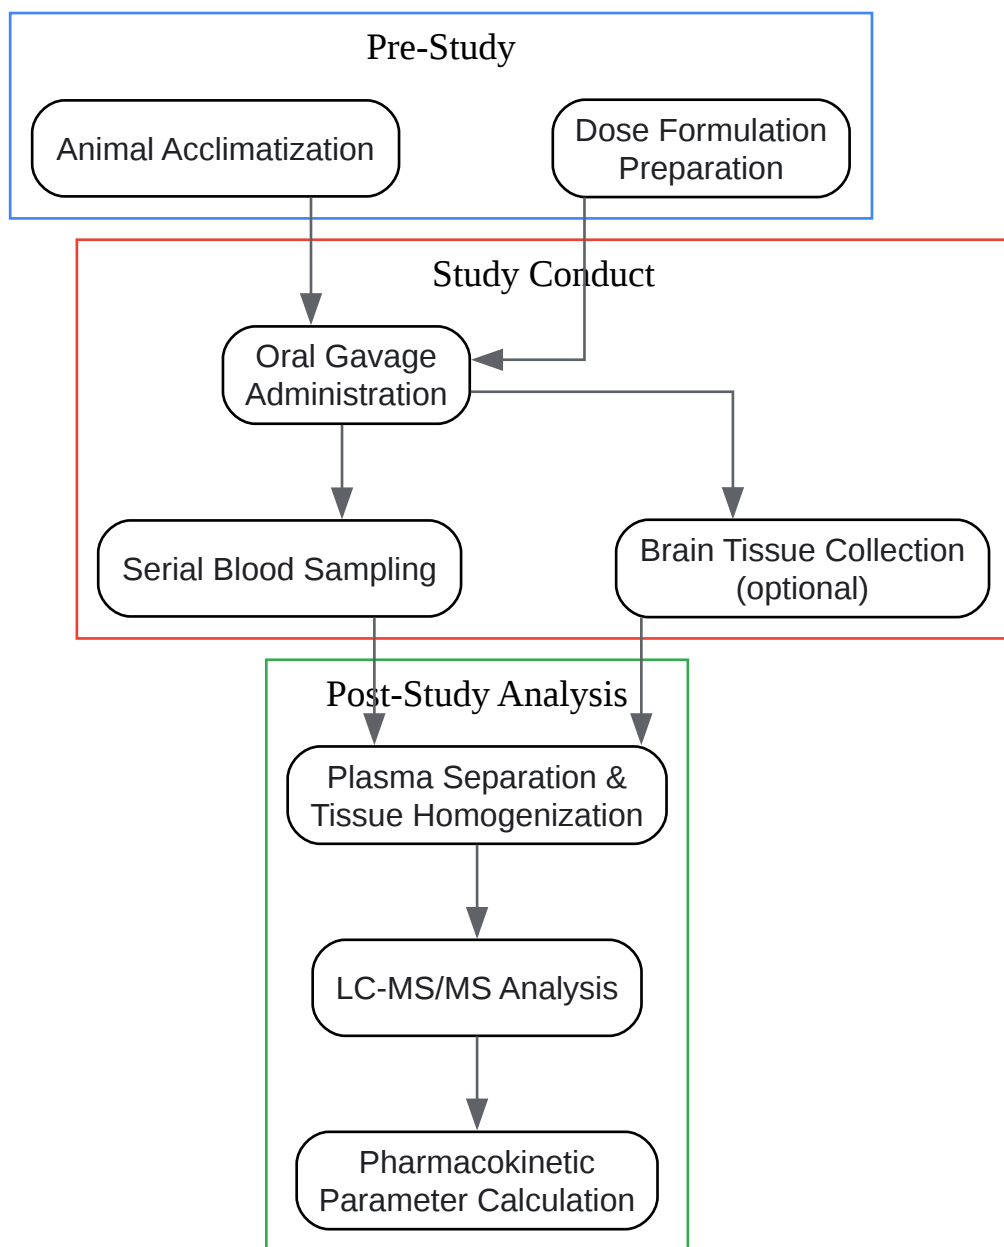 Pre-Study
Animal Acclimatization
Dose Formulation
Preparation
Study Conduct
Oral Gavage
Administration
Serial Blood Sampling
Brain Tissue Collection
(optional)
Post-Study Analysis
Plasma Separation &
Tissue Homogenization
LC-MS/MS Analysis
Pharmacokinetic
Parameter Calculation